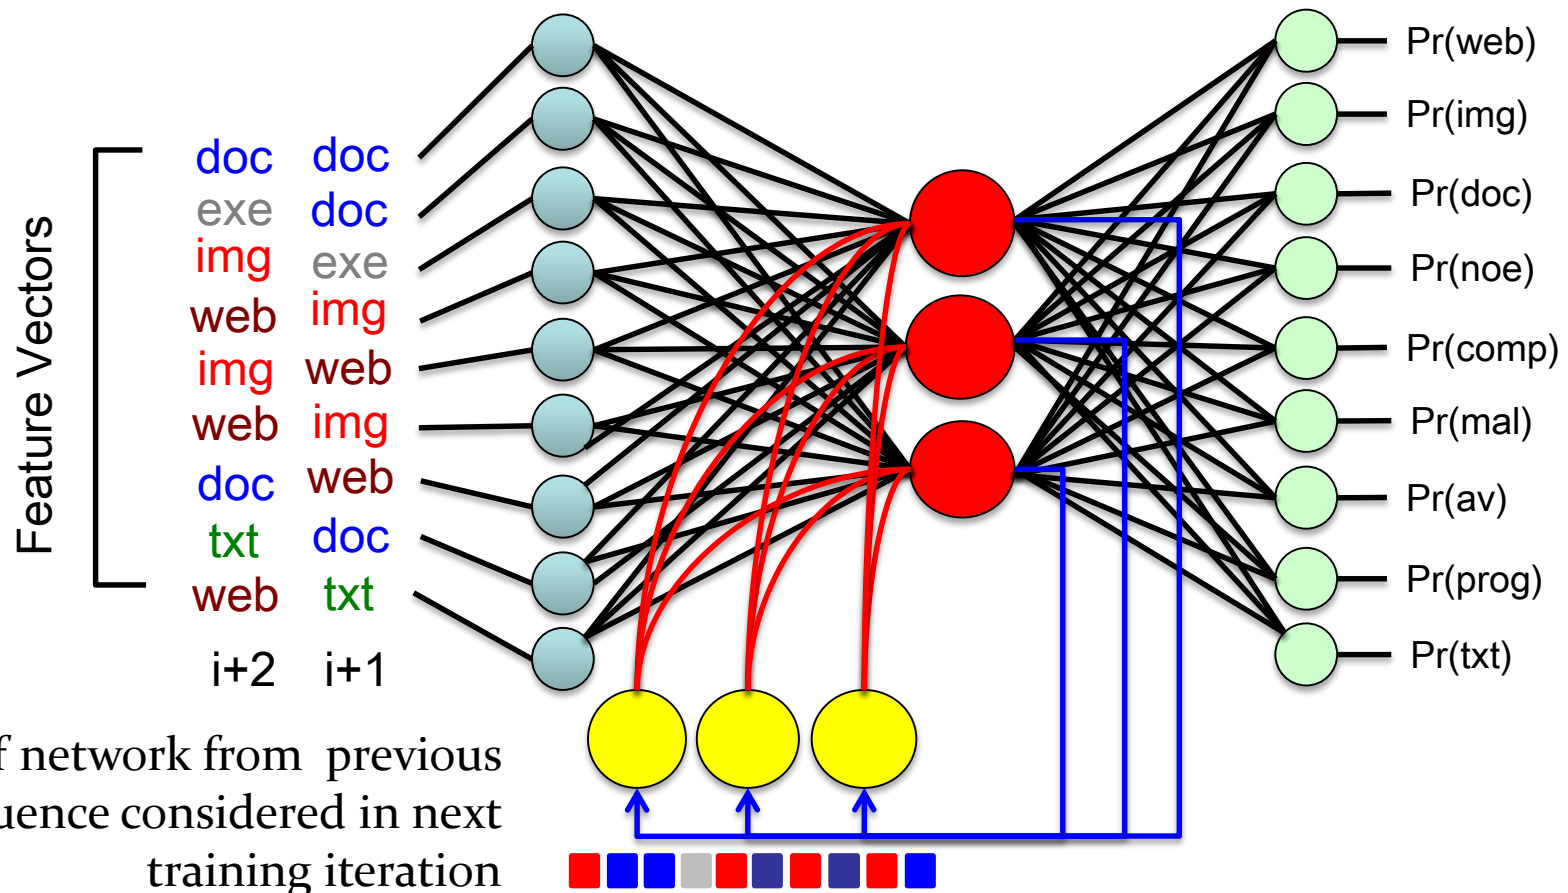 Feature Vectors
doc doc
exe doc
img exe
web img
img web
web img
doc web
txt doc
web txt
i+2 i+1
network from previous
considered in next
training iteration
Pr(web)
Pr(img)
Pr(doc)
Pr(noe)
Pr(comp)
Pr(mal)
Pr(av)
Pr(prog)
Pr(txt)